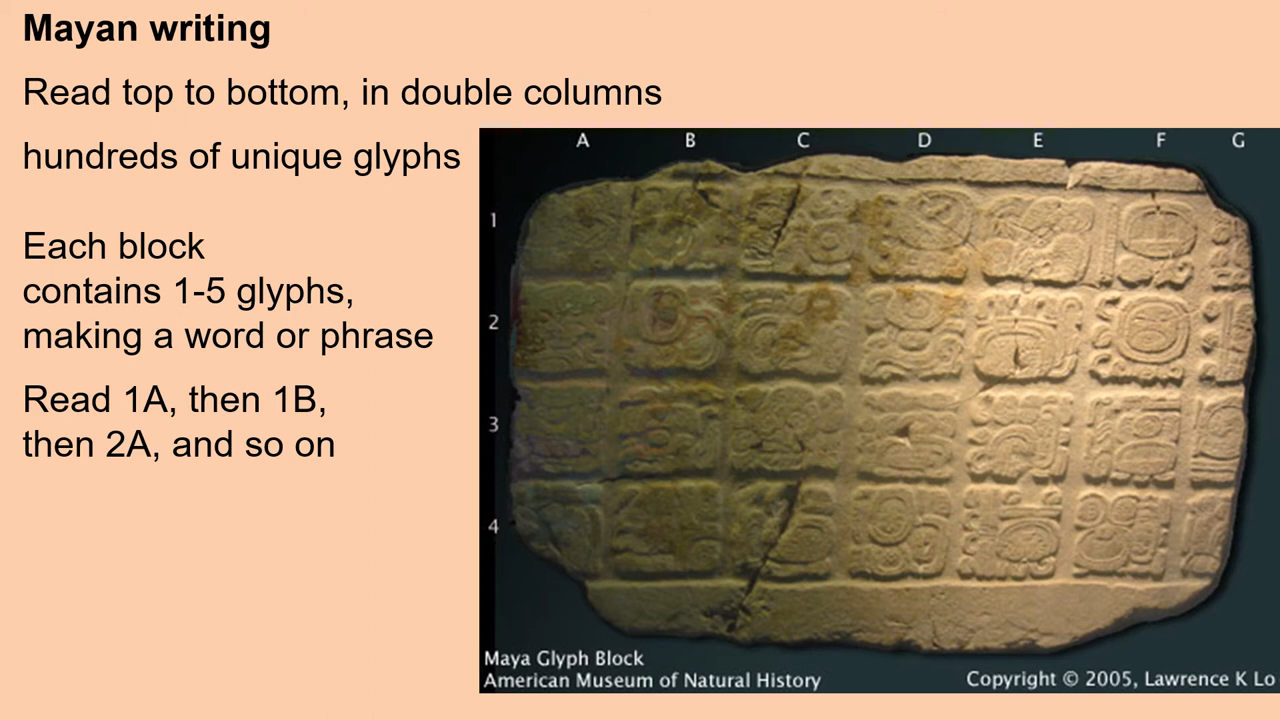 Mayan writing
Read top to bottom, in double columns
hundreds of unique glyphs
Each block
contains 1-5 glyphs,
making a word or phrase
Read 1A, then 1B,
then 2A, and so on
A B C D E F G
1
2
3
4
Maya Glyph Block
American Museum of Natural History
Copyright © 2005, Lawrence K Lo